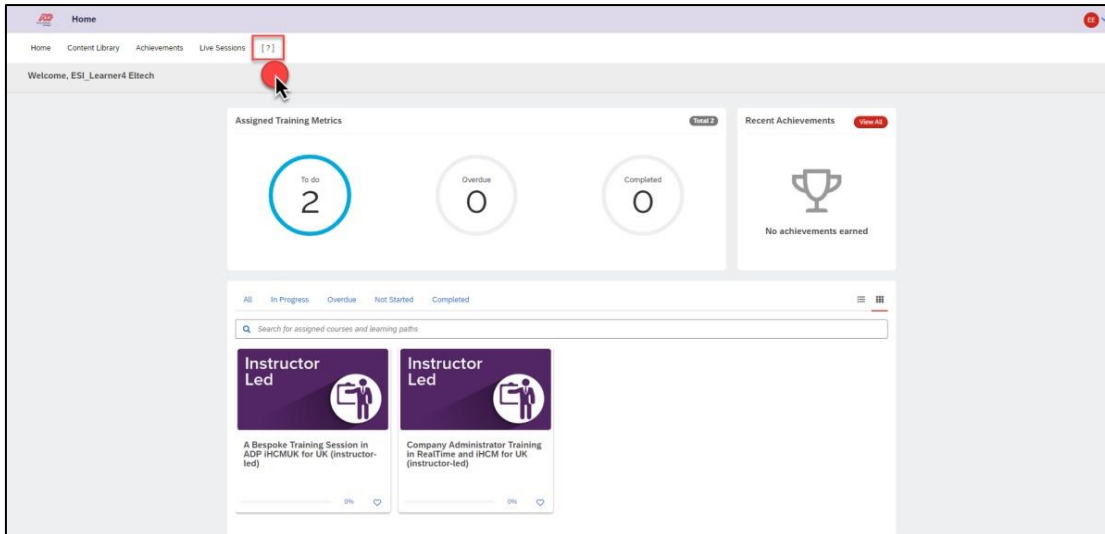 ADP
Home
EE
Home Content Library Achievements Live Sessions [ ? ]
Welcome, ESI_Learner4 Eltech
Assigned Training Metrics
Total 2
To do
2
Overdue
0
Completed
0
Recent Achievements
View All
No achievements earned
All In Progress Overdue Not Started Completed
Search for assigned courses and learning paths
Instructor
Led
A Bespoke Training Session in
ADP iHCMUK for UK (instructor-
led)
0%
Instructor
Led
Company Administrator Training
in RealTime and iHCM for UK
(instructor-led)
0%